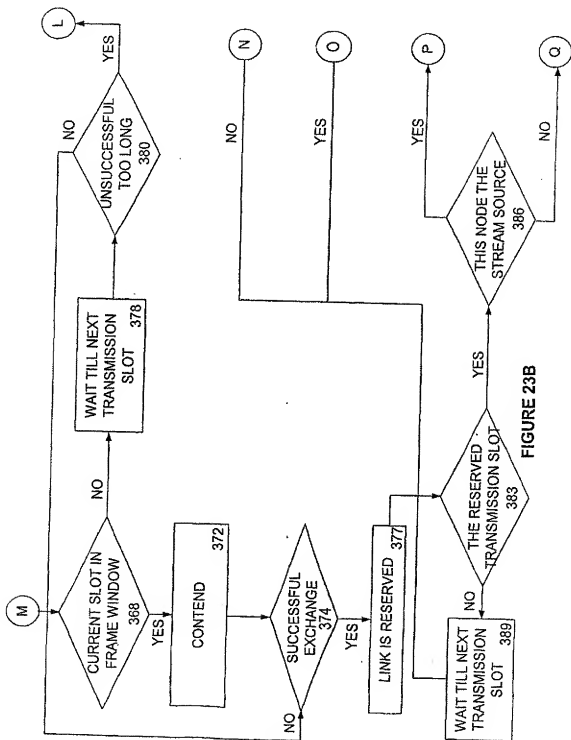 M
CURRENT SLOT IN
FRAME WINDOW
368
NO
YES
WAIT TILL NEXT
TRANSMISSION
SLOT
378
UNSUCCESSFUL
TOO LONG
380
NO
YES
L
CONTEND
372
SUCCESSFUL
EXCHANGE
374
NO
YES
LINK IS RESERVED
377
THE RESERVED
TRANSMISSION SLOT
383
NO
YES
WAIT TILL NEXT
TRANSMISSION
SLOT
389
NO
N
YES
O
THIS NODE THE
STREAM SOURCE
386
YES
P
NO
Q
FIGURE 23B